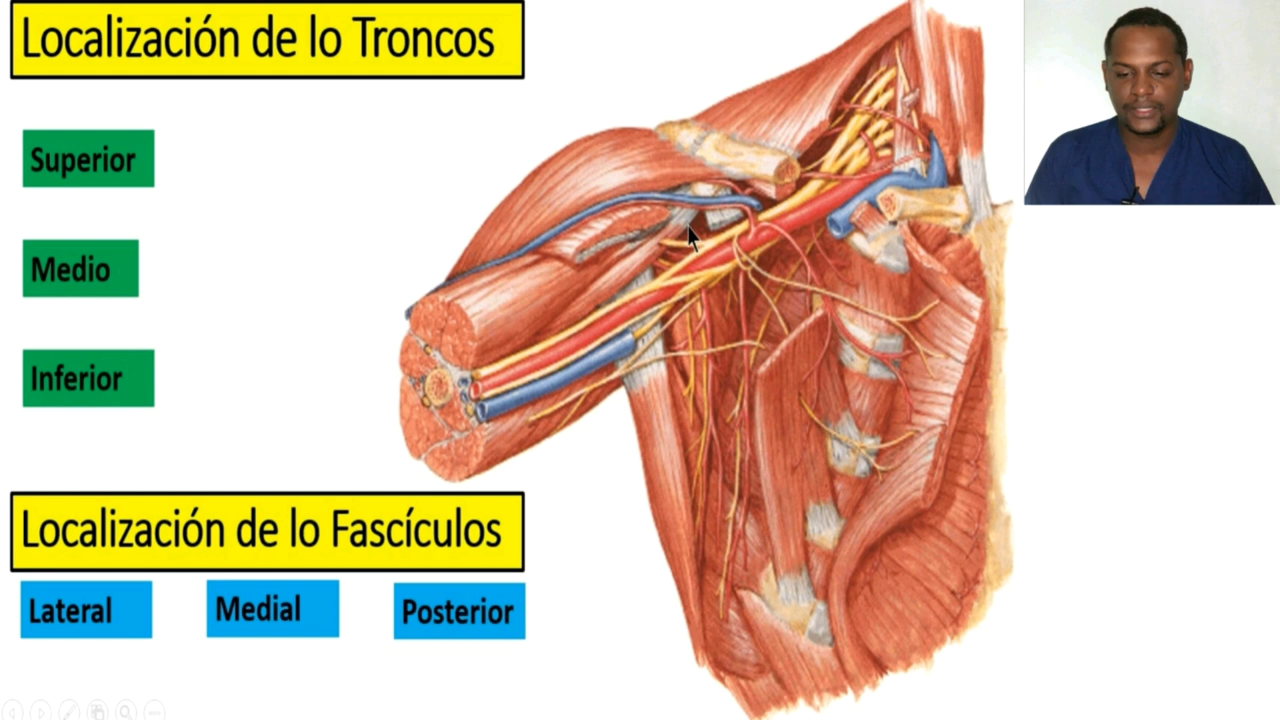 Localización de lo Troncos
Superior
Medio
Inferior
Localización de lo Fascículos
Lateral
Medial
Posterior